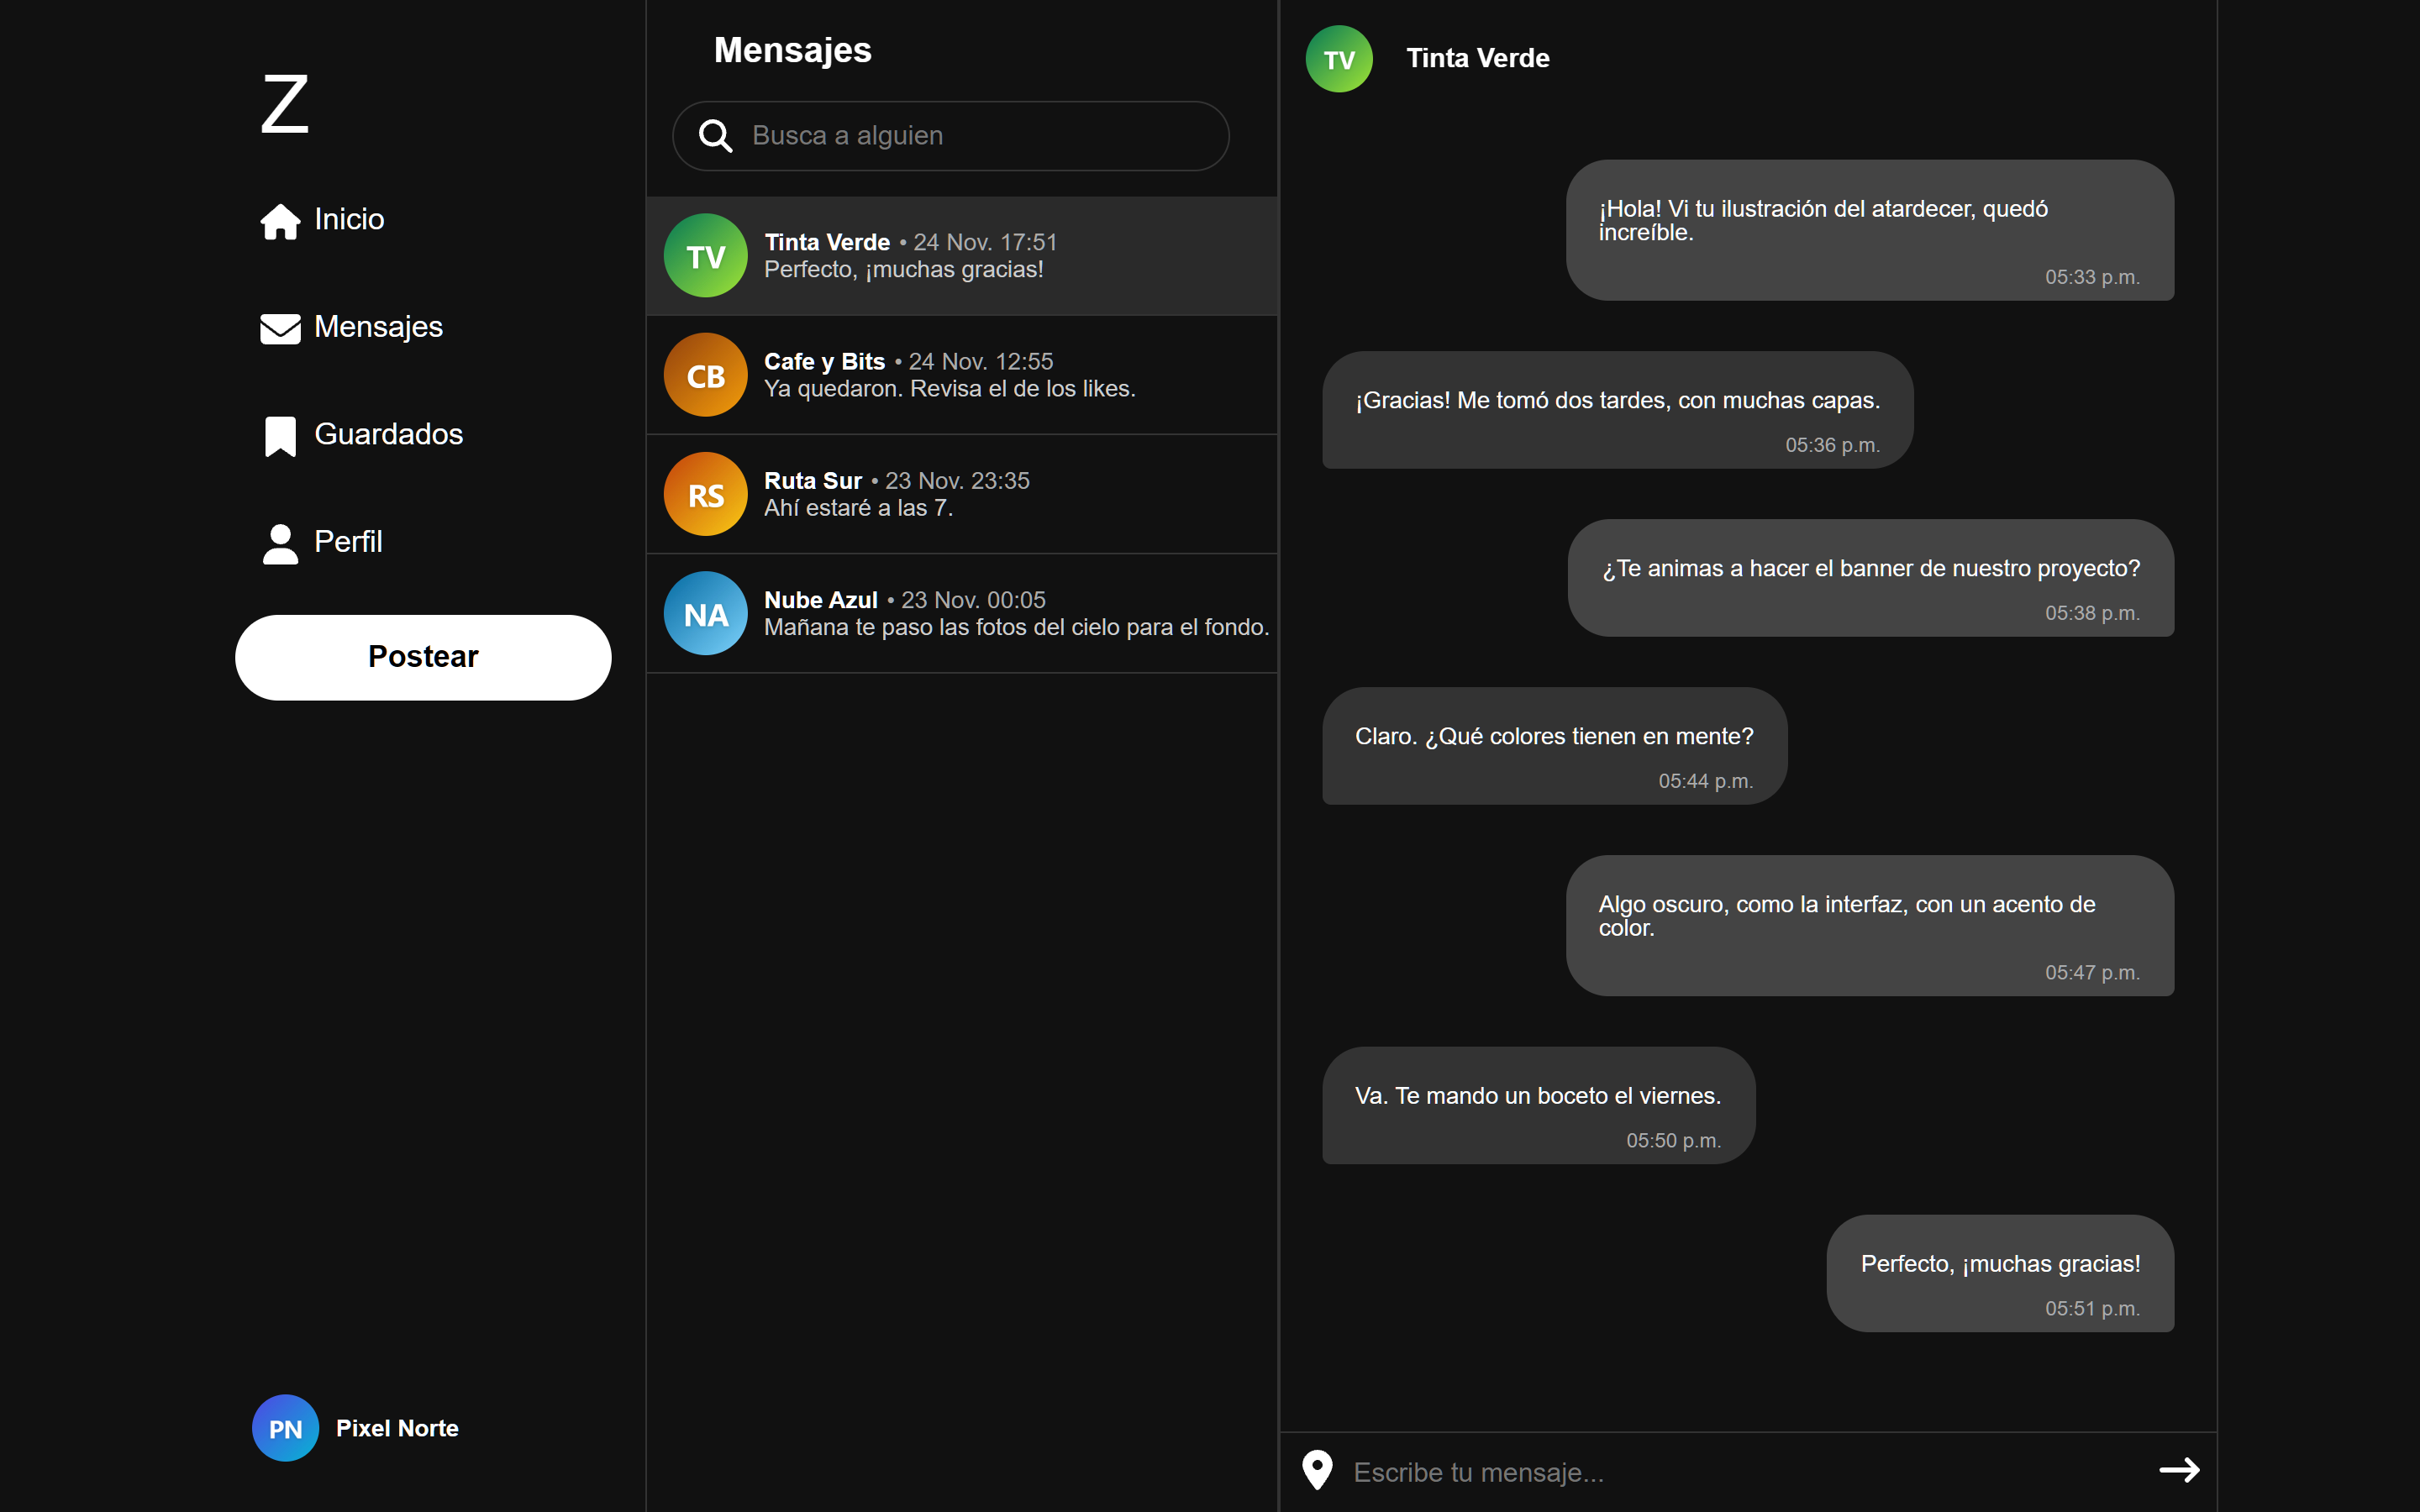 Z
Inicio
Mensajes
Guardados
Perfil
Postear
PN Pixel Norte
Mensajes
Busca a alguien
TV
Tinta Verde • 24 Nov. 17:51
Perfecto, ¡muchas gracias!
CB
Cafe y Bits • 24 Nov. 12:55
Ya quedaron. Revisa el de los likes.
RS
Ruta Sur • 23 Nov. 23:35
Ahí estaré a las 7.
NA
Nube Azul • 23 Nov. 00:05
Mañana te paso las fotos del cielo para el fondo.
TV Tinta Verde
¡Hola! Vi tu ilustración del atardecer, quedó
increíble.
05:33 p.m.
¡Gracias! Me tomó dos tardes, con muchas capas.
05:36 p.m.
¿Te animas a hacer el banner de nuestro proyecto?
05:38 p.m.
Claro. ¿Qué colores tienen en mente?
05:44 p.m.
Algo oscuro, como la interfaz, con un acento de
color.
05:47 p.m.
Va. Te mando un boceto el viernes.
05:50 p.m.
Perfecto, ¡muchas gracias!
05:51 p.m.
Escribe tu mensaje...